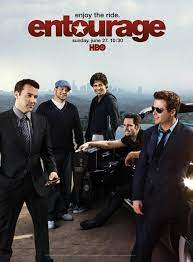 enjoy the ride.
entourage
sunday, june 27, 10:30
HBO